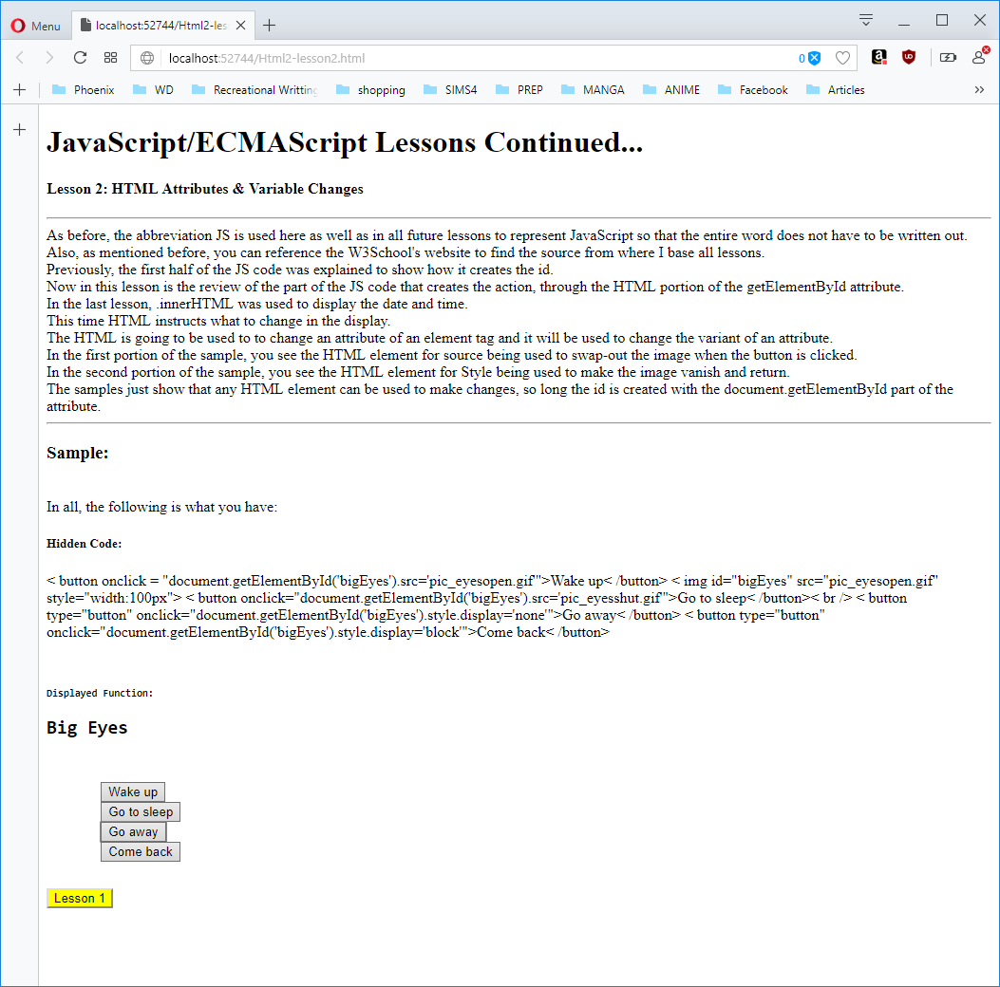 Menu
localhost:52744/Html2-les
localhost:52744/Html2-lesson2.html
0
Phoenix WD Recreational Writting shopping SIMS4 PREP MANGA ANIME Facebook Articles
JavaScript/ECMAScript Lessons Continued...
Lesson 2: HTML Attributes & Variable Changes
As before, the abbreviation JS is used here as well as in all future lessons to represent JavaScript so that the entire word does not have to be written out.
Also, as mentioned before, you can reference the W3School's website to find the source from where I base all lessons.
Previously, the first half of the JS code was explained to show how it creates the id.
Now in this lesson is the review of the part of the JS code that creates the action, through the HTML portion of the getElementById attribute.
In the last lesson, .innerHTML was used to display the date and time.
This time HTML instructs what to change in the display.
The HTML is going to be used to to change an attribute of an element tag and it will be used to change the variant of an attribute.
In the first portion of the sample, you see the HTML element for source being used to swap-out the image when the button is clicked.
In the second portion of the sample, you see the HTML element for Style being used to make the image vanish and return.
The samples just show that any HTML element can be used to make changes, so long the id is created with the document.getElementById part of the
attribute.
Sample:
In all, the following is what you have:
Hidden Code:
< button onclick = "document.getElementById('bigEyes').src='pic_eyesopen.gif'">Wake up< /button> < img id="bigEyes" src="pic_eyesopen.gif"
style="width:100px"> < button onclick="document.getElementById('bigEyes').src='pic_eyesshut.gif'">Go to sleep< /button>< br /> < button
type="button" onclick="document.getElementById('bigEyes').style.display='none'">Go away< /button> < button type="button"
onclick="document.getElementById('bigEyes').style.display='block'">Come back< /button>
Displayed Function:
Big Eyes
Wake up
Go to sleep
Go away
Come back
Lesson 1